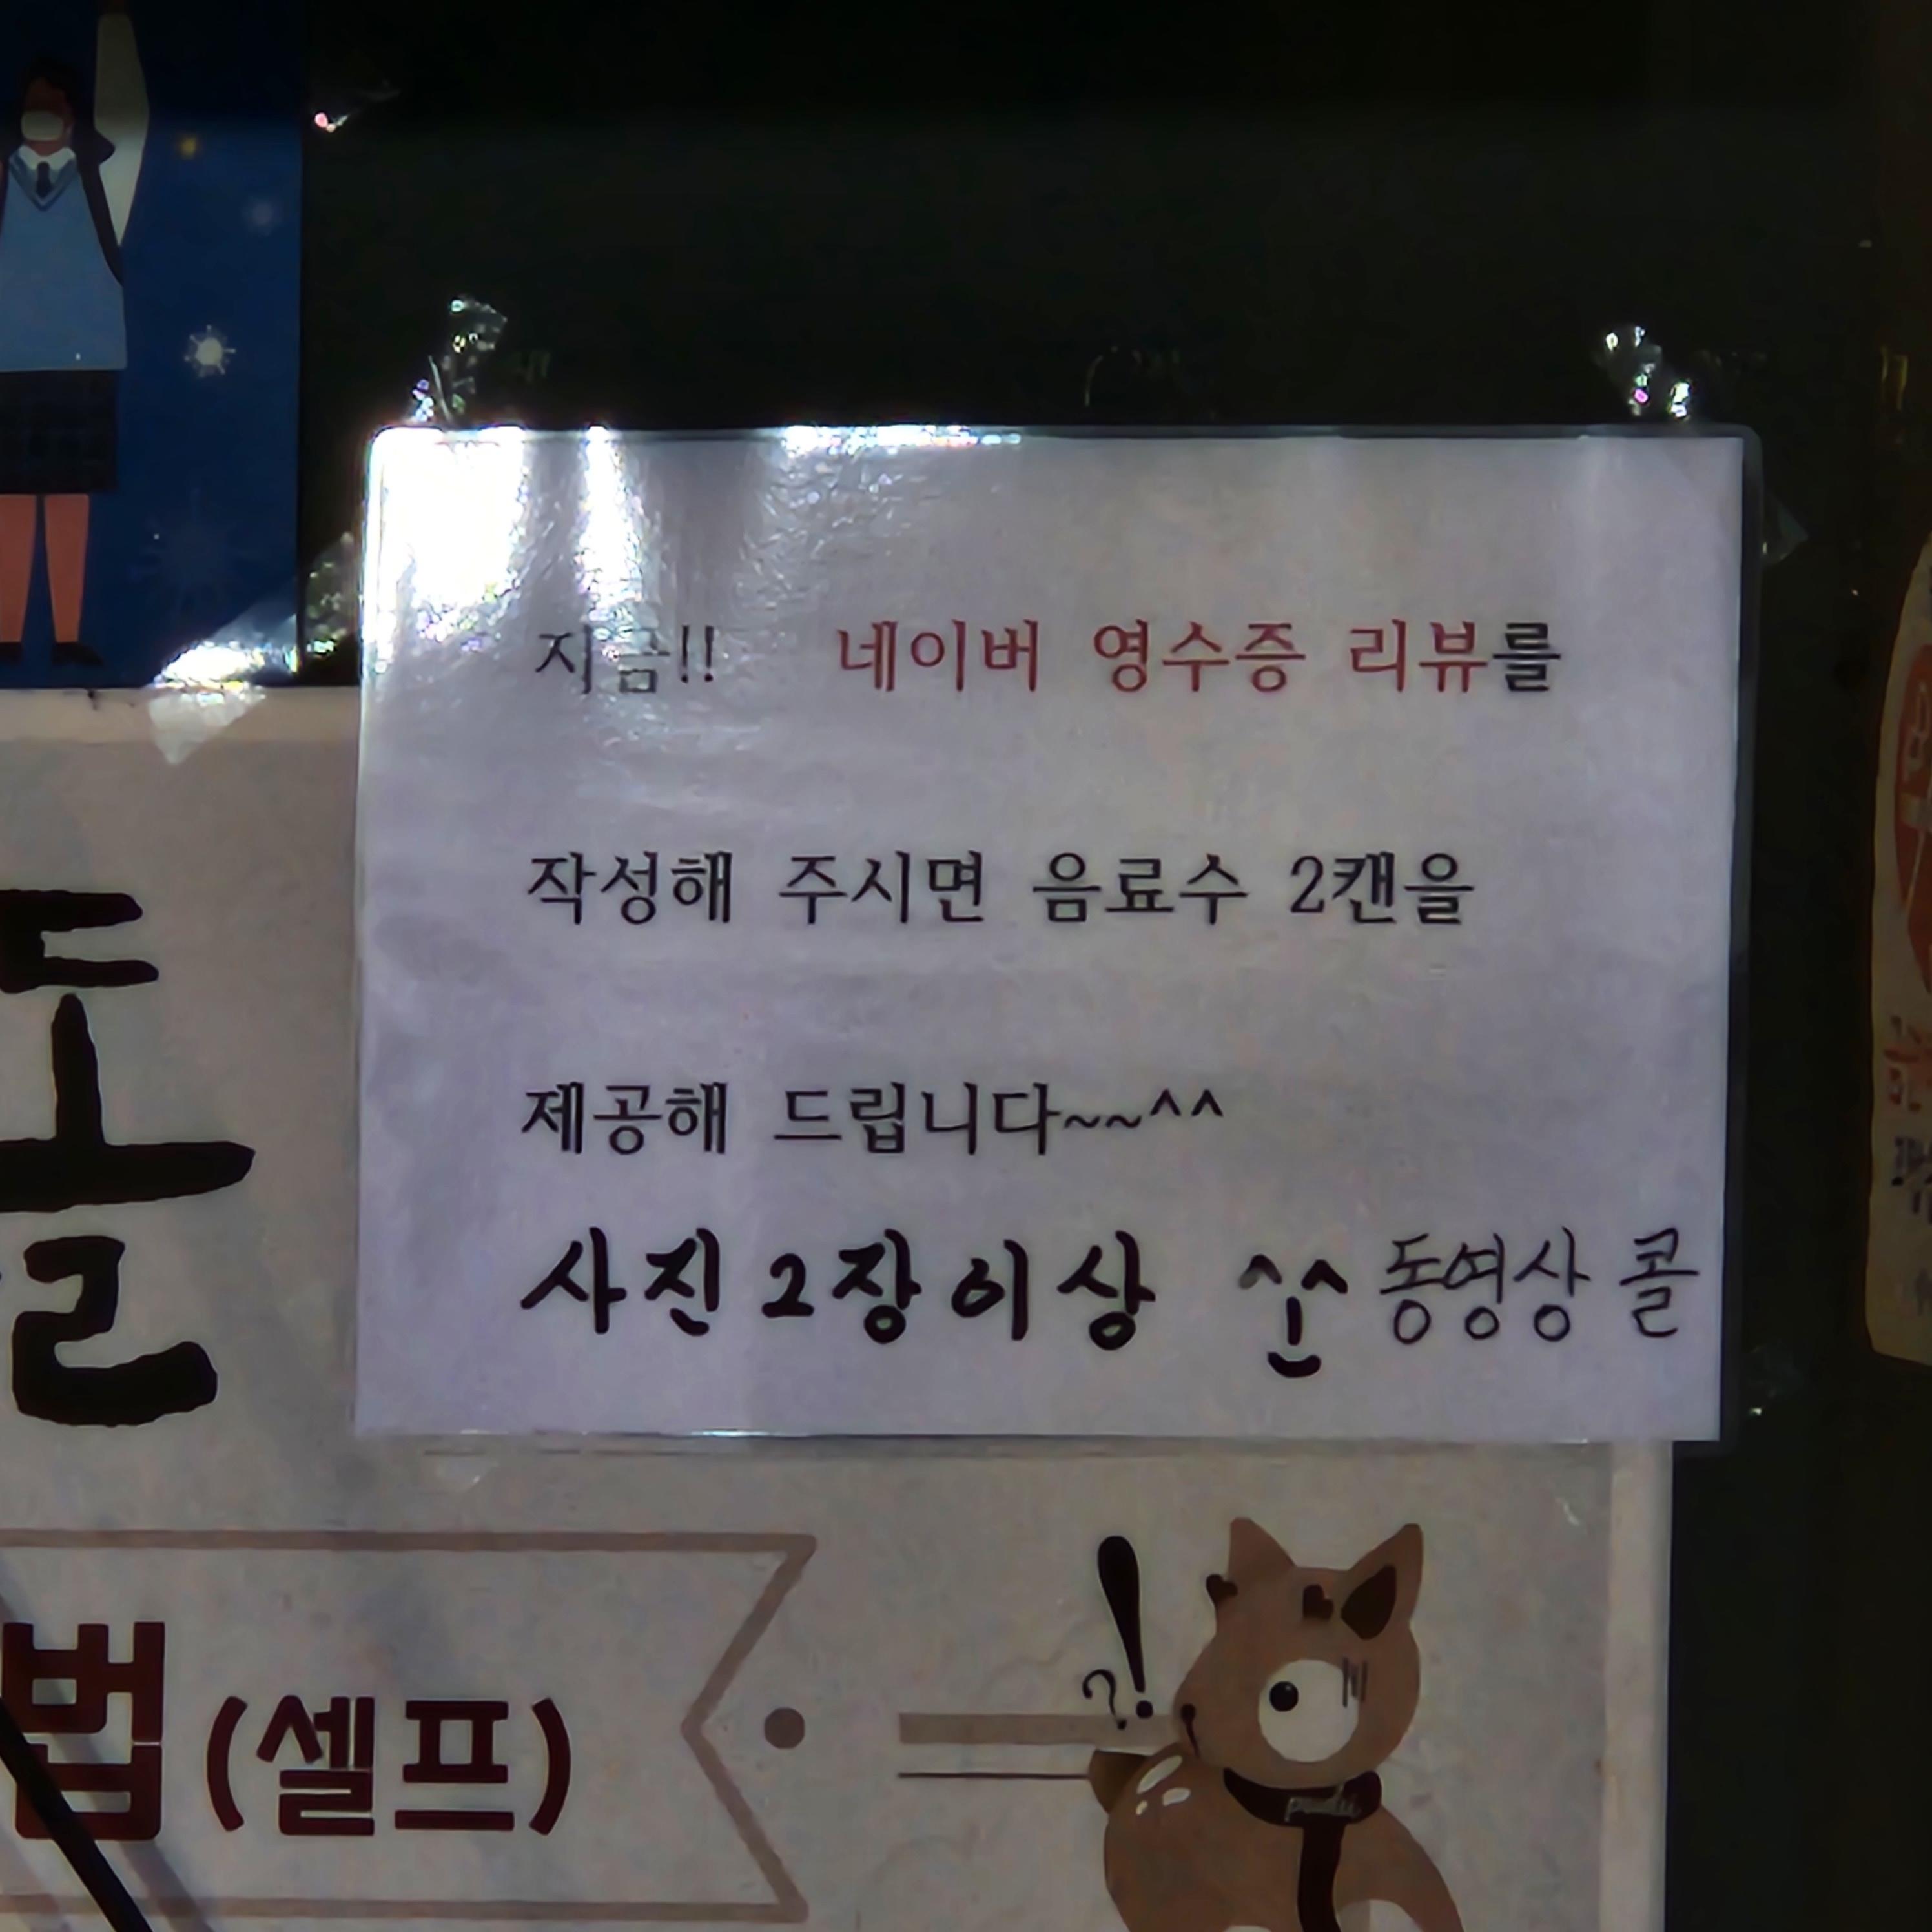 지금!! 네이버 영수증 리뷰를
작성해 주시면 음료수 2캔을
제공해 드립니다~~^^
사진 2장이상 ^^ 동영상 콜
법(셀프)
?!